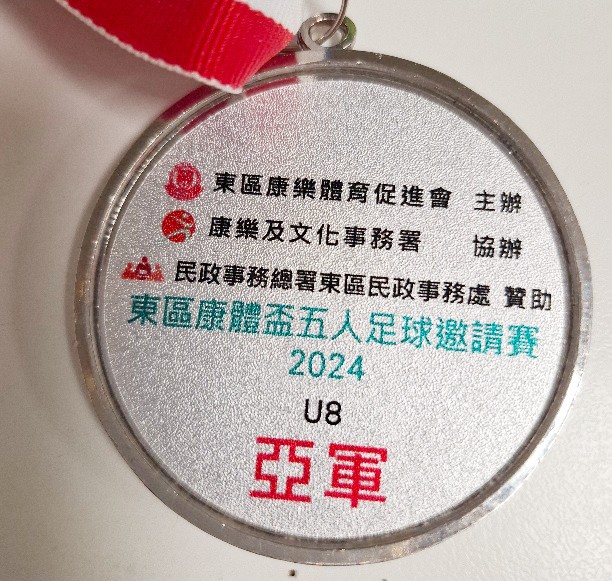 東區康樂體育促進會 主辦
康樂及文化事務署 協辦
民政事務總署東區民政事務處 贊助
東區康體盃五人足球邀請賽
2024
U8
亞軍